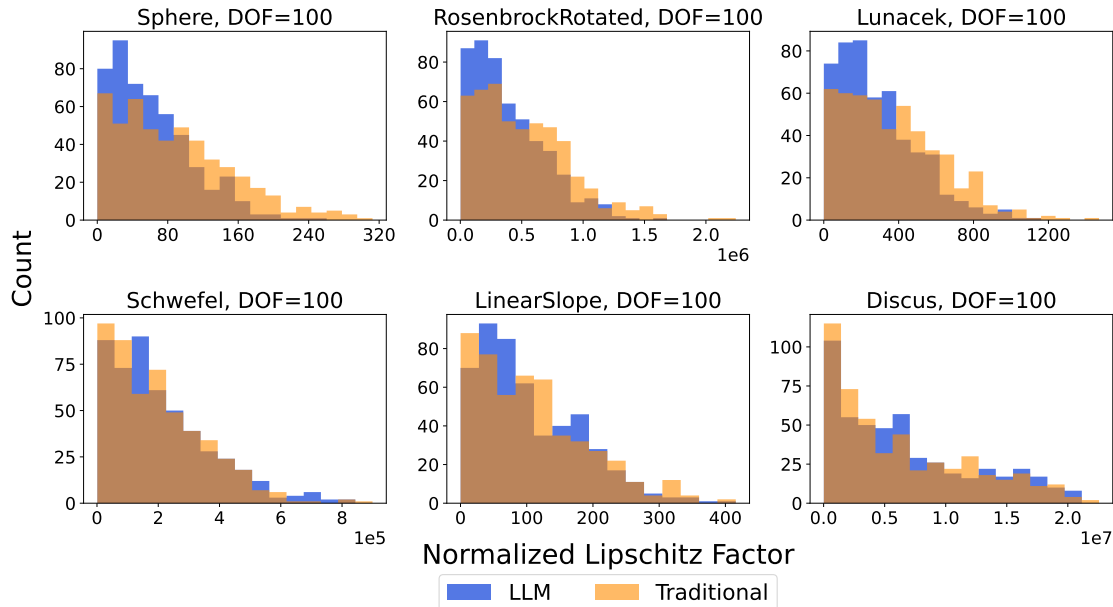 Sphere, DOF=100
RosenbrockRotated, DOF=100
Lunacek, DOF=100
80
60
40
20
0
0 80 160 240 320
80
60
40
20
0
0.0 0.5 1.0 1.5 2.0
1e6
80
60
40
20
0
0 400 800 1200
Count
Schwefel, DOF=100
LinearSlope, DOF=100
Discus, DOF=100
100
75
50
25
0
0 2 4 6 8
1e5
80
60
40
20
0
0 100 200 300 400
100
75
50
25
0
0.0 0.5 1.0 1.5 2.0
1e7
Normalized Lipschitz Factor
LLM
Traditional